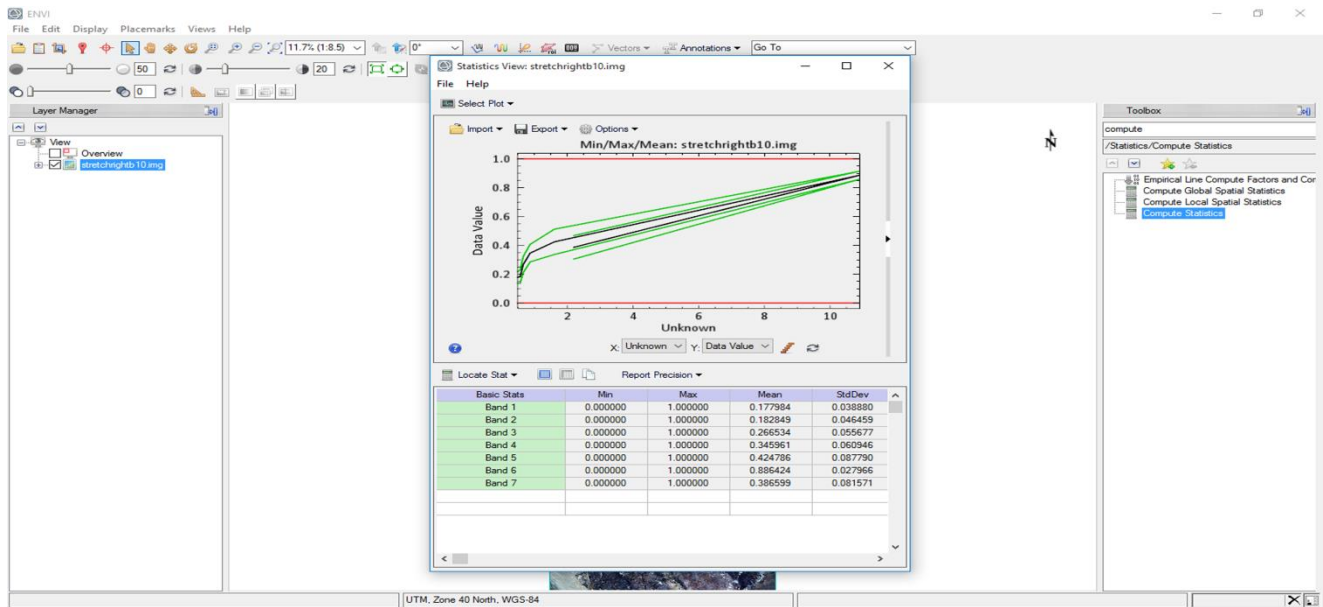 ENVI
File Edit Display Placemarks Views Help
11.7% (1:8.5) 0° Vectors Annotations Go To
50 20
0
Layer Manager
View
Overview
stretchrightb10.img
Statistics View: stretchrightb10.img
File Help
Select Plot
Import Export Options
Min/Max/Mean: stretchrightb10.img
1.0
0.8
0.6
0.4
0.2
0.0
Data Value
2 4 6 8 10
Unknown
X: Unknown Y: Data Value
Locate Stat Report Precision
Basic Stats Min Max Mean StdDev
Band 1 0.000000 1.000000 0.177984 0.038880
Band 2 0.000000 1.000000 0.182849 0.046459
Band 3 0.000000 1.000000 0.266534 0.055677
Band 4 0.000000 1.000000 0.345961 0.060946
Band 5 0.000000 1.000000 0.424786 0.087790
Band 6 0.000000 1.000000 0.886424 0.027966
Band 7 0.000000 1.000000 0.386599 0.081571
N
Toolbox
compute
/Statistics/Compute Statistics
Empirical Line Compute Factors and Cor
Compute Global Spatial Statistics
Compute Local Spatial Statistics
Compute Statistics
UTM, Zone 40 North, WGS-84